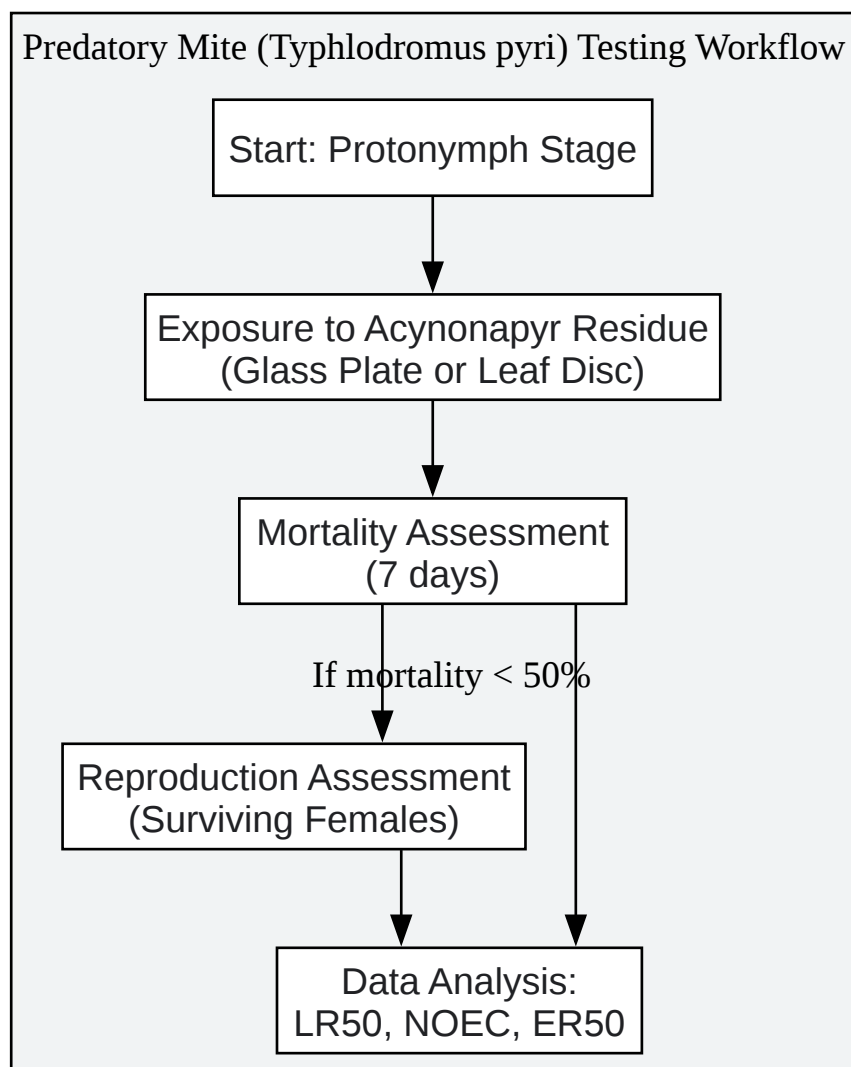 Predatory Mite (Typhlodromus pyri) Testing Workflow
Start: Protonymph Stage
Exposure to Acynonapyr Residue
(Glass Plate or Leaf Disc)
Mortality Assessment
(7 days)
If mortality < 50%
Reproduction Assessment
(Surviving Females)
Data Analysis:
LR50, NOEC, ER50